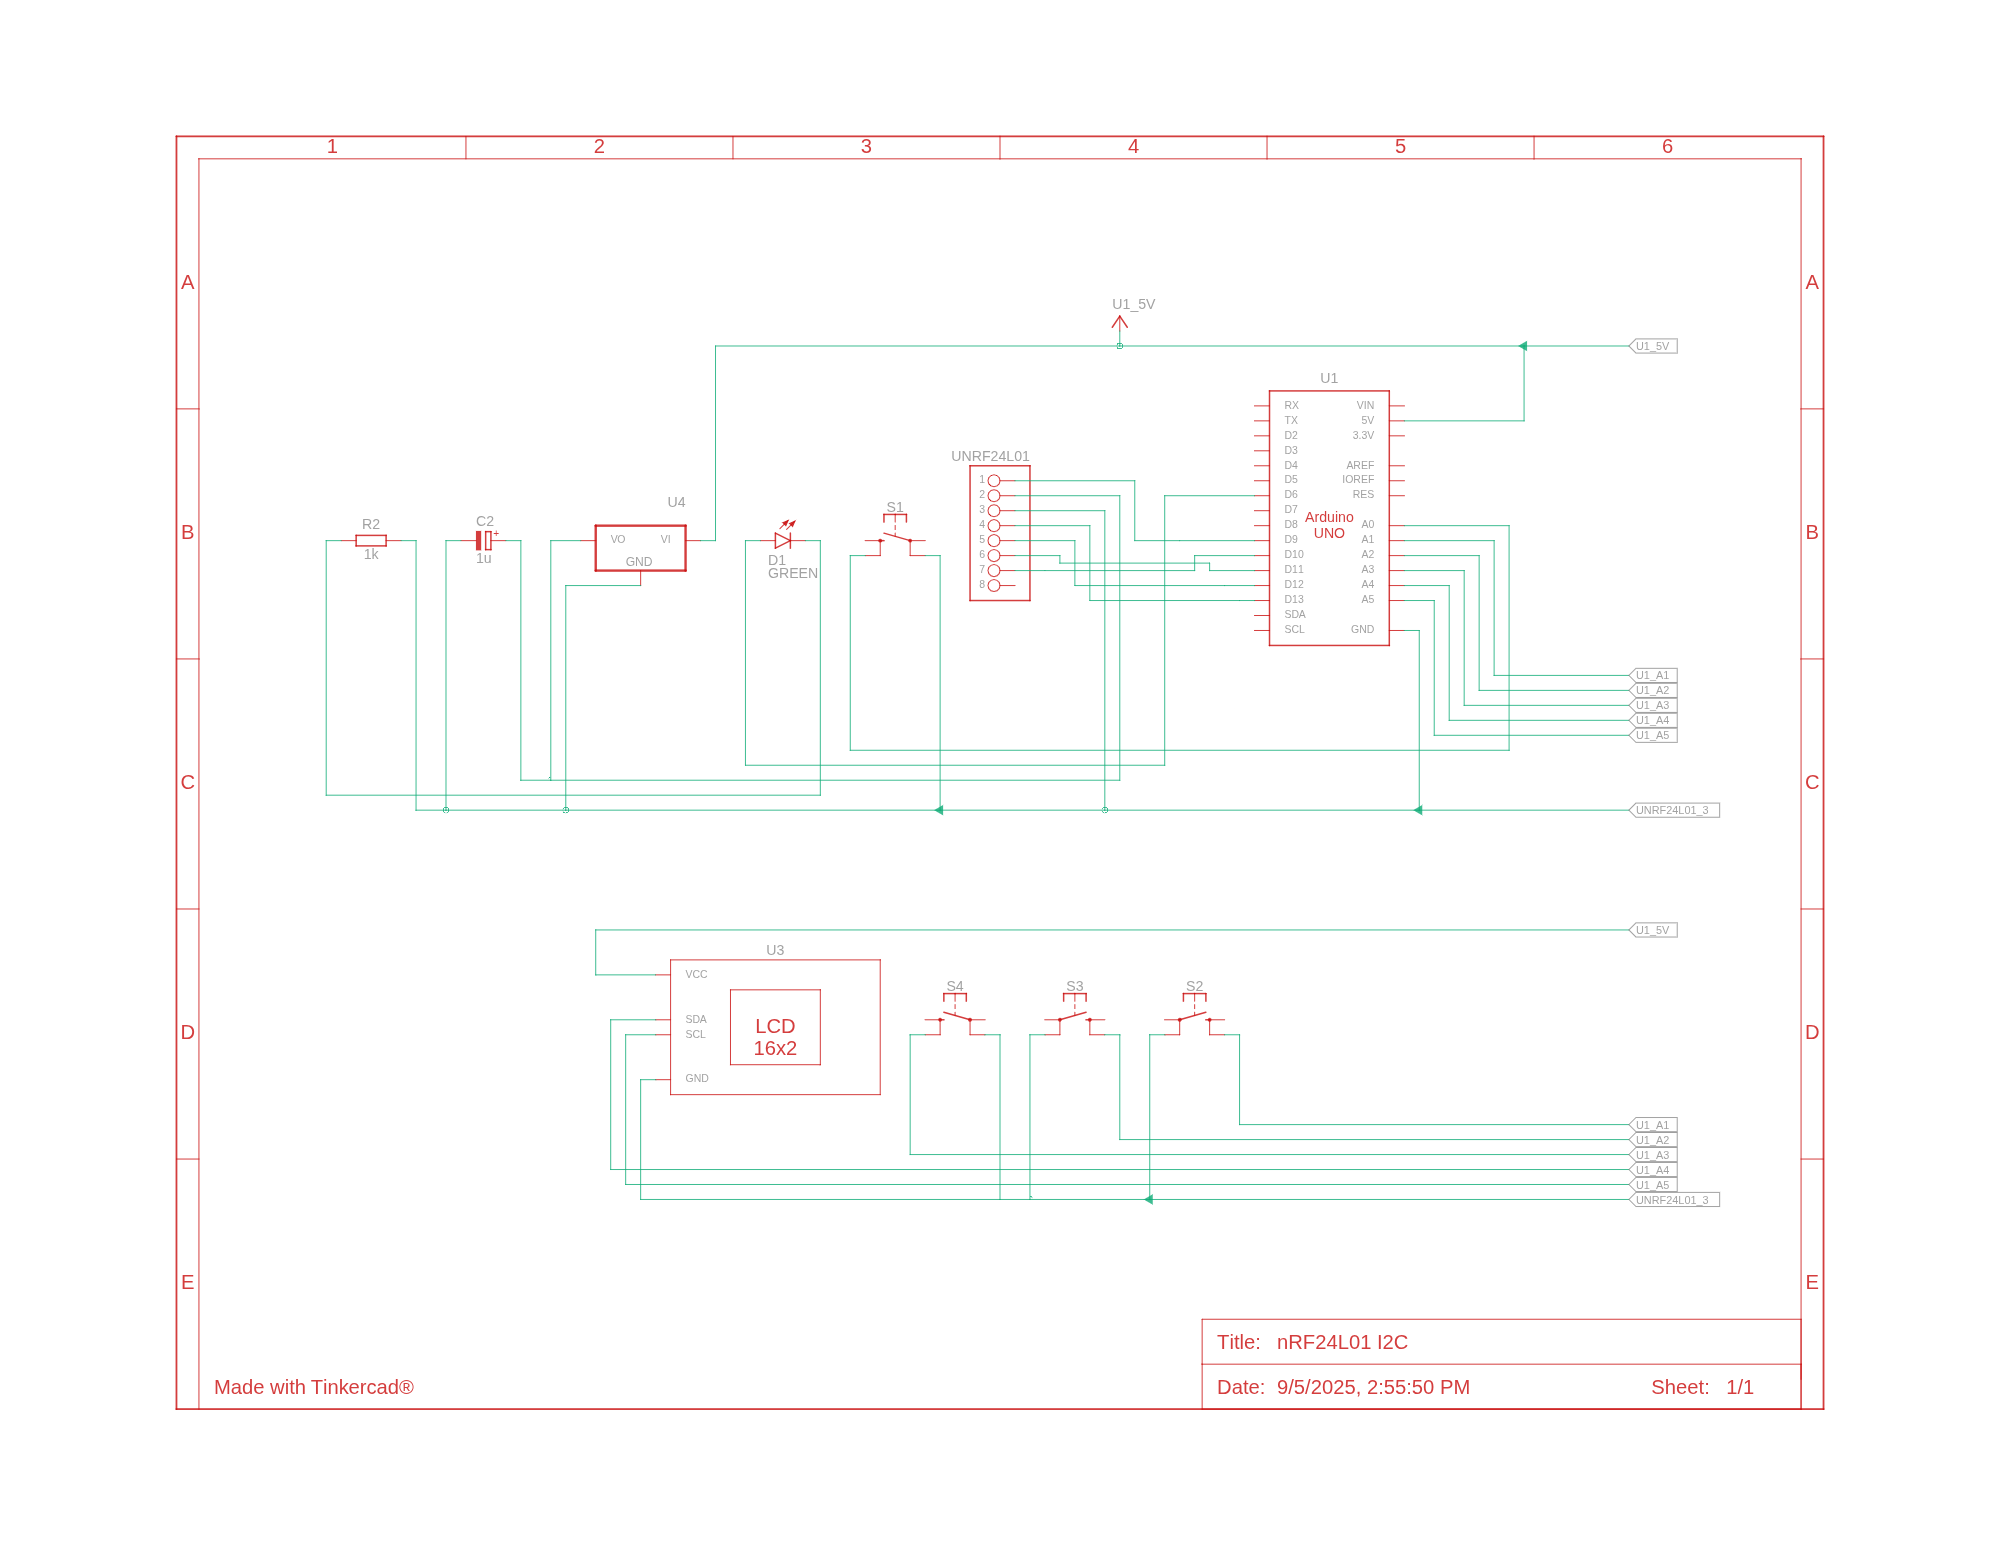 1 2 3 4 5 6
A A
U1_5V
U1_5V
U1
RX VIN
TX 5V
D2 3.3V
D3
D4 AREF
D5 IOREF
D6 RES
D7
Arduino
UNO
D8 A0
D9 A1
D10 A2
D11 A3
D12 A4
D13 A5
SDA
SCL GND
UNRF24L01
1
2
3
4
5
6
7
8
B B
R2
1k
C2
+
1u
U4
VO VI
GND
D1
GREEN
S1
U1_A1
U1_A2
U1_A3
U1_A4
U1_A5
C C
UNRF24L01_3
U1_5V
U3
VCC
SDA
SCL
GND
LCD
16x2
S4 S3 S2
D D
U1_A1
U1_A2
U1_A3
U1_A4
U1_A5
UNRF24L01_3
E E
Title: nRF24L01 I2C
Made with Tinkercad®
Date: 9/5/2025, 2:55:50 PM Sheet: 1/1